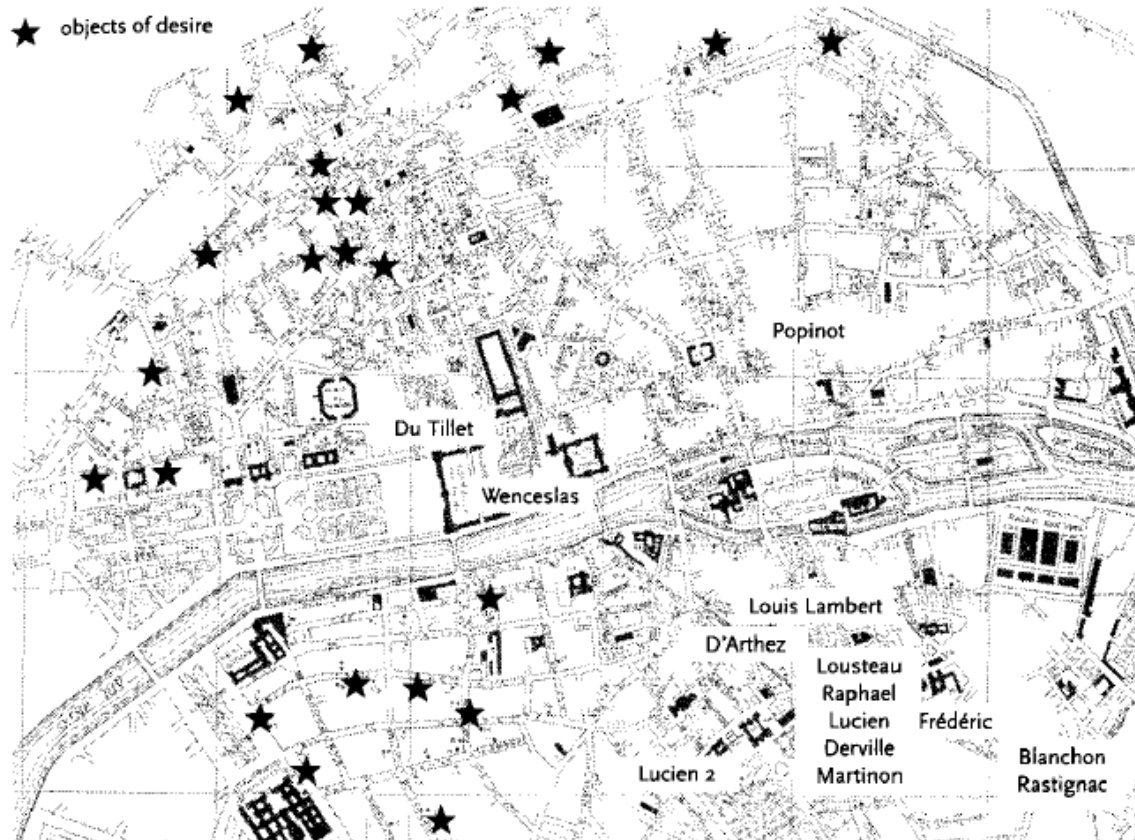 objects of desire
Popinot
Du Tillet
Wenceslas
Louis Lambert
D'Arthez
Lousteau
Raphael
Lucien
Derville
Martinon
Frédéric
Blanchon
Rastignac
Lucien 2